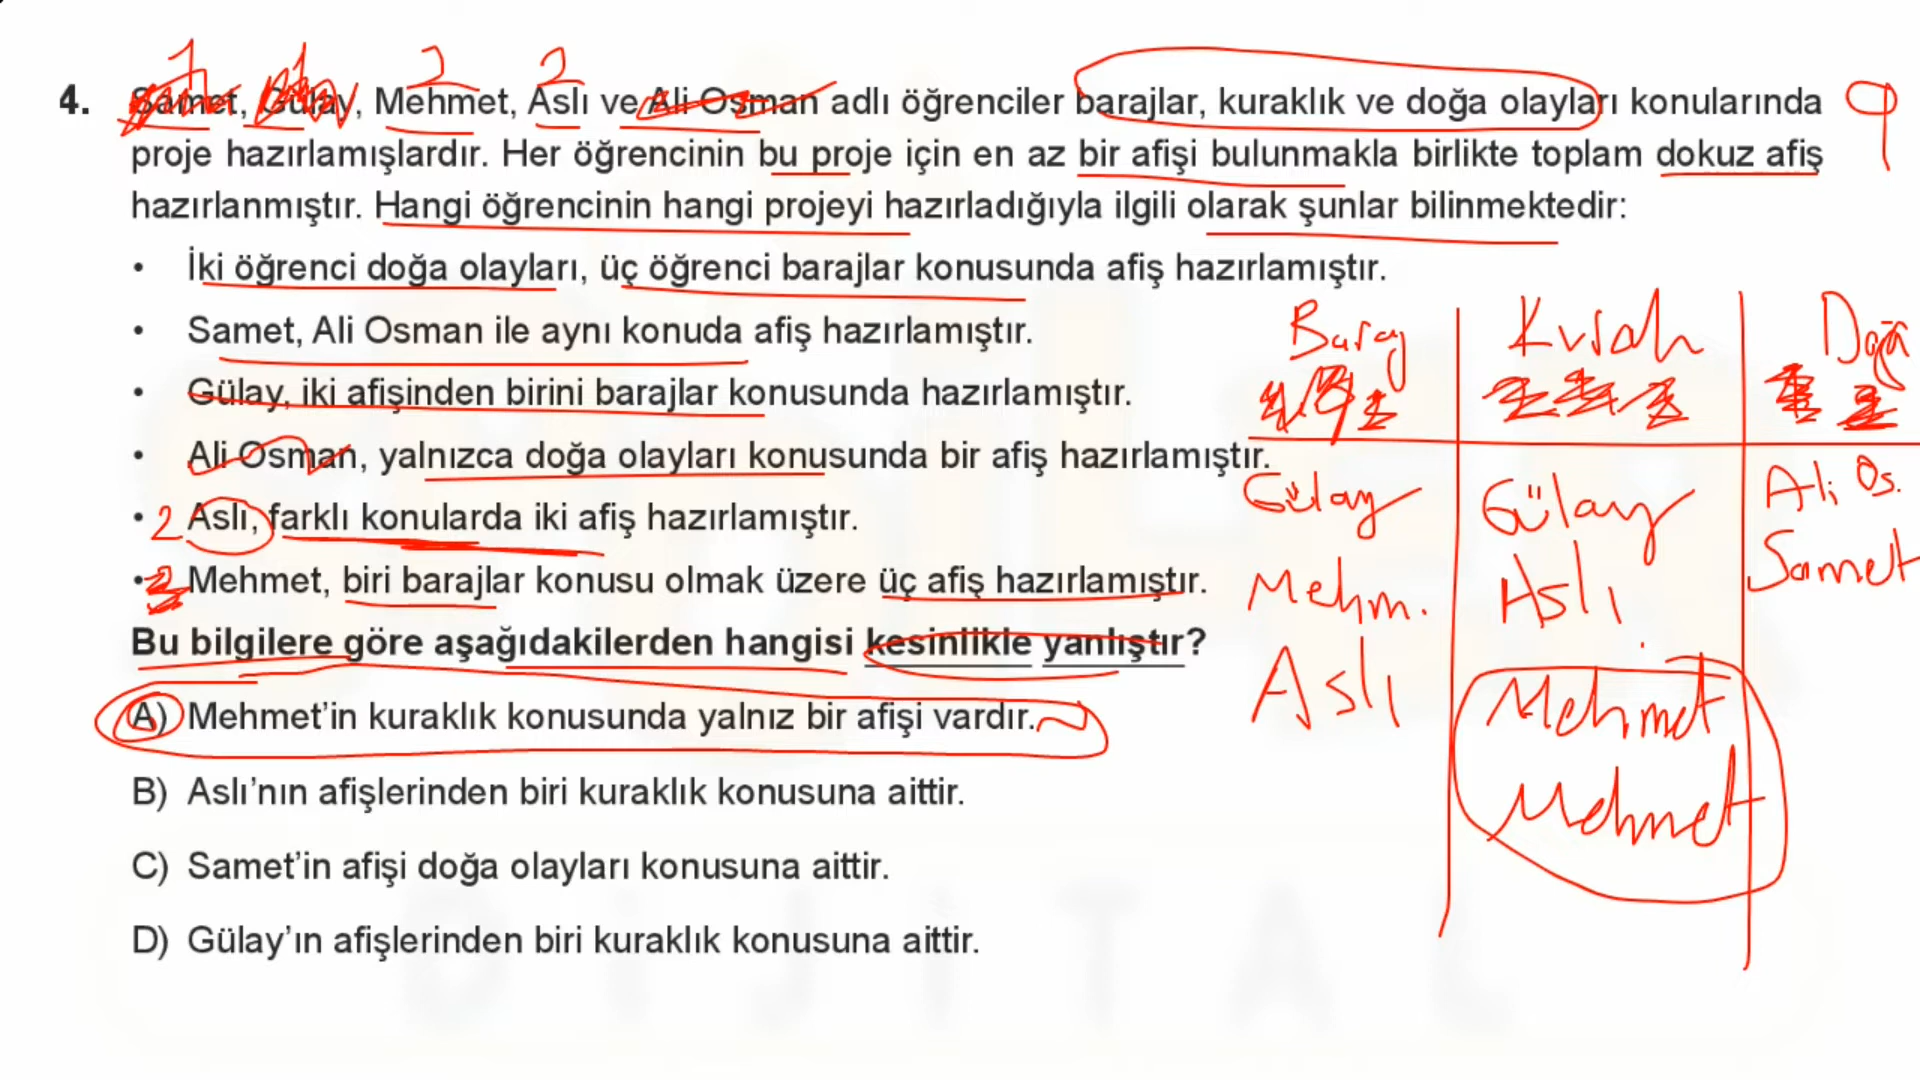 1 1 2 2
4. Samet, Gülay, Mehmet, Aslı ve Ali Osman adlı öğrenciler barajlar, kuraklık ve doğa olayları konularında 9
proje hazırlamışlardır. Her öğrencinin bu proje için en az bir afişi bulunmakla birlikte toplam dokuz afiş
hazırlanmıştır. Hangi öğrencinin hangi projeyi hazırladığıyla ilgili olarak şunlar bilinmektedir:
• İki öğrenci doğa olayları, üç öğrenci barajlar konusunda afiş hazırlamıştır.
• Samet, Ali Osman ile aynı konuda afiş hazırlamıştır.
• Gülay, iki afişinden birini barajlar konusunda hazırlamıştır.
• Ali Osman, yalnızca doğa olayları konusunda bir afiş hazırlamıştır.
• 2 Aslı, farklı konularda iki afiş hazırlamıştır.
• Mehmet, biri barajlar konusu olmak üzere üç afiş hazırlamıştır.
Bu bilgilere göre aşağıdakilerden hangisi kesinlikle yanlıştır?
A) Mehmet’in kuraklık konusunda yalnız bir afişi vardır.
B) Aslı’nın afişlerinden biri kuraklık konusuna aittir.
C) Samet’in afişi doğa olayları konusuna aittir.
D) Gülay’ın afişlerinden biri kuraklık konusuna aittir.
Baraj Kurak Doğa
Gülay Gülay Ali Os.
Mehm. Aslı Samet
Aslı Mehmet
Mehmet
DİJİTAL